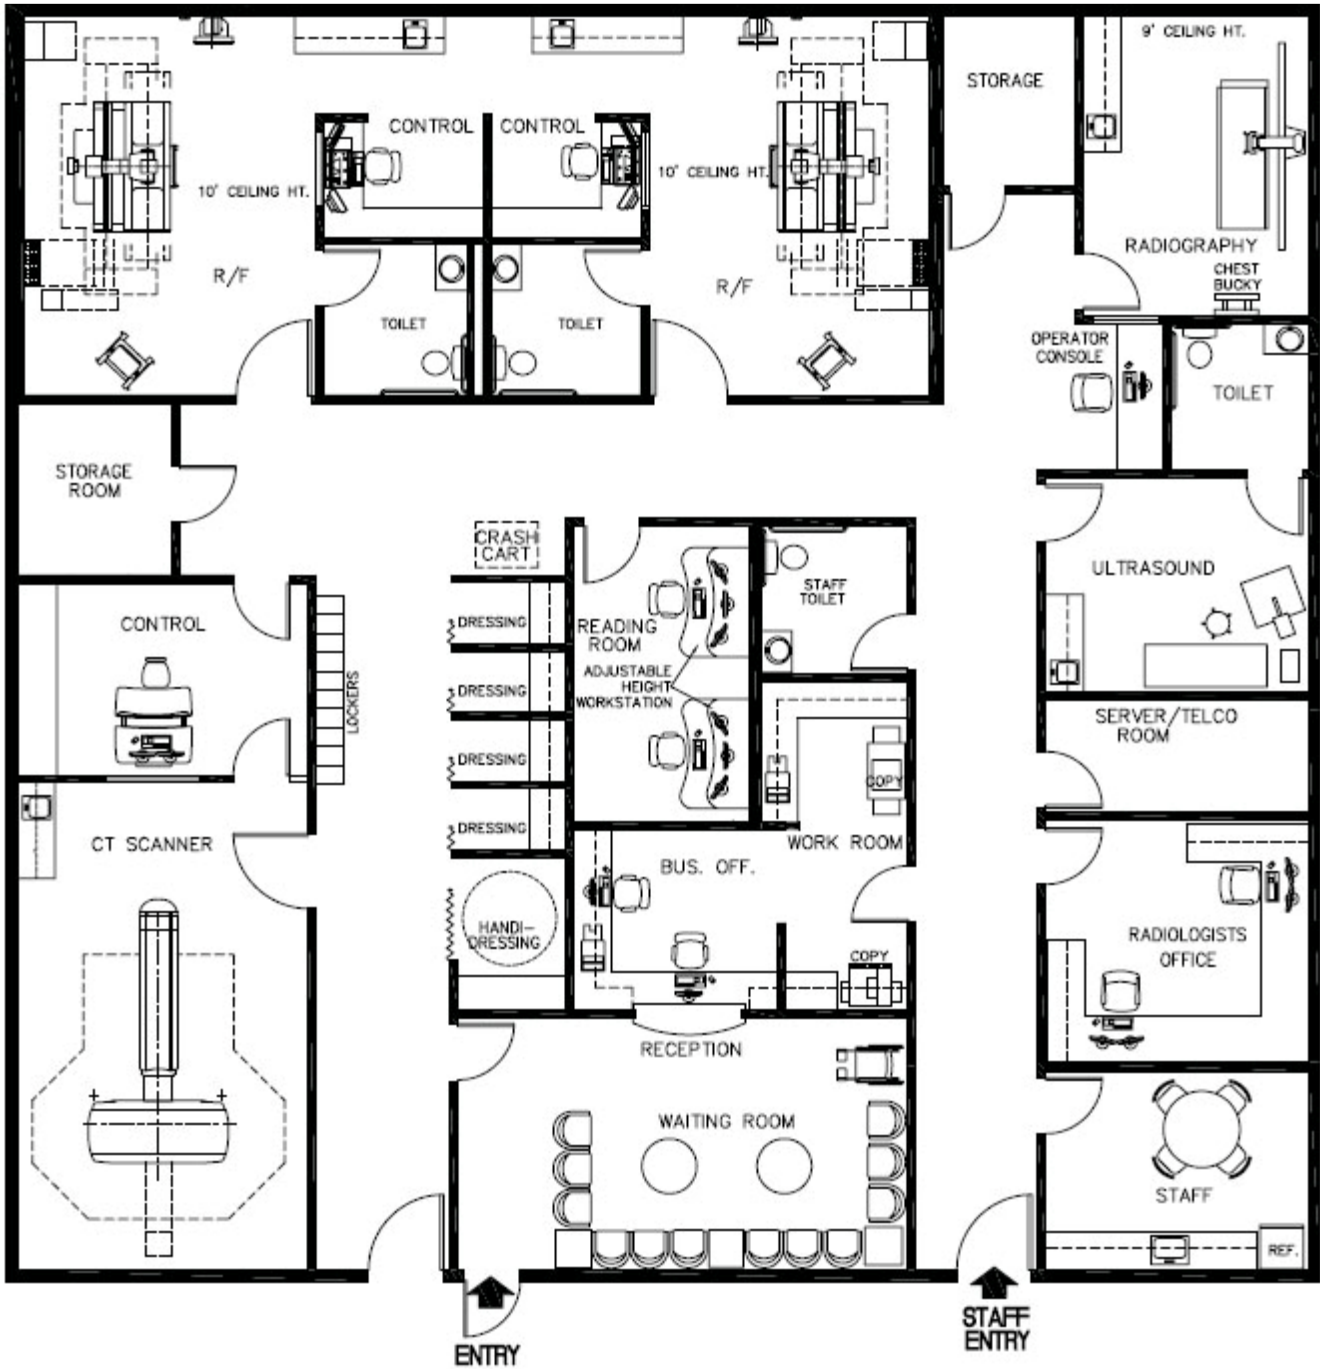 9' CEILING HT.
STORAGE
CONTROL
CONTROL
10' CEILING HT.
10' CEILING HT.
R/F
R/F
RADIOGRAPHY
CHEST
BUCKY
TOILET
TOILET
OPERATOR
CONSOLE
TOILET
STORAGE
ROOM
CRASH
CART
ULTRASOUND
STAFF
TOILET
CONTROL
DRESSING
READING
ROOM
ADJUSTABLE
HEIGHT
WORKSTATION
LOCKERS
DRESSING
SERVER/TELCO
ROOM
DRESSING
COPY
DRESSING
CT SCANNER
WORK ROOM
BUS. OFF.
HANDI-
DRESSING
RADIOLOGISTS
OFFICE
COPY
RECEPTION
WAITING ROOM
STAFF
REF.
STAFF
ENTRY
ENTRY